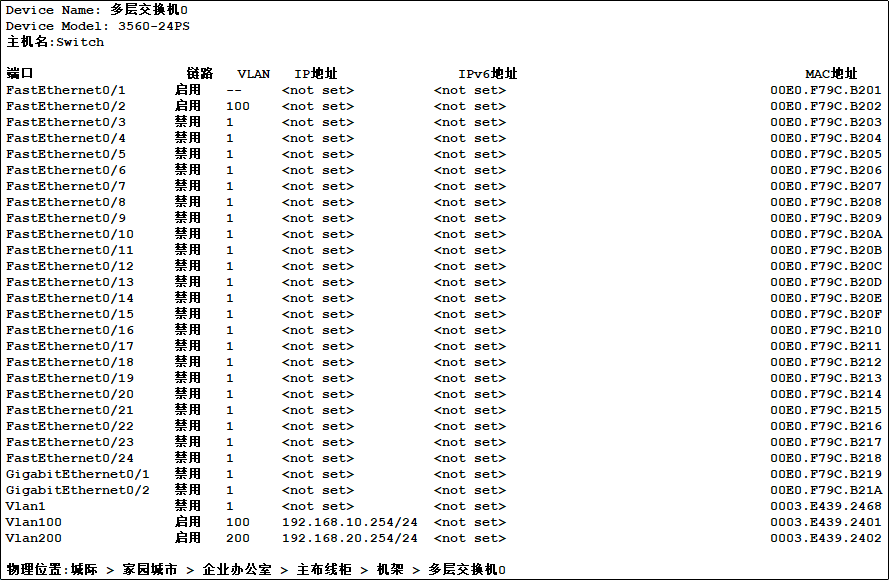 Device Name: 多层交换机0
Device Model: 3560-24PS
主机名:Switch
端口 链路 VLAN IP地址 IPv6地址 MAC地址
FastEthernet0/1 启用 -- <not set> <not set> 00E0.F79C.B201
FastEthernet0/2 启用 100 <not set> <not set> 00E0.F79C.B202
FastEthernet0/3 禁用 1 <not set> <not set> 00E0.F79C.B203
FastEthernet0/4 禁用 1 <not set> <not set> 00E0.F79C.B204
FastEthernet0/5 禁用 1 <not set> <not set> 00E0.F79C.B205
FastEthernet0/6 禁用 1 <not set> <not set> 00E0.F79C.B206
FastEthernet0/7 禁用 1 <not set> <not set> 00E0.F79C.B207
FastEthernet0/8 禁用 1 <not set> <not set> 00E0.F79C.B208
FastEthernet0/9 禁用 1 <not set> <not set> 00E0.F79C.B209
FastEthernet0/10 禁用 1 <not set> <not set> 00E0.F79C.B20A
FastEthernet0/11 禁用 1 <not set> <not set> 00E0.F79C.B20B
FastEthernet0/12 禁用 1 <not set> <not set> 00E0.F79C.B20C
FastEthernet0/13 禁用 1 <not set> <not set> 00E0.F79C.B20D
FastEthernet0/14 禁用 1 <not set> <not set> 00E0.F79C.B20E
FastEthernet0/15 禁用 1 <not set> <not set> 00E0.F79C.B20F
FastEthernet0/16 禁用 1 <not set> <not set> 00E0.F79C.B210
FastEthernet0/17 禁用 1 <not set> <not set> 00E0.F79C.B211
FastEthernet0/18 禁用 1 <not set> <not set> 00E0.F79C.B212
FastEthernet0/19 禁用 1 <not set> <not set> 00E0.F79C.B213
FastEthernet0/20 禁用 1 <not set> <not set> 00E0.F79C.B214
FastEthernet0/21 禁用 1 <not set> <not set> 00E0.F79C.B215
FastEthernet0/22 禁用 1 <not set> <not set> 00E0.F79C.B216
FastEthernet0/23 禁用 1 <not set> <not set> 00E0.F79C.B217
FastEthernet0/24 禁用 1 <not set> <not set> 00E0.F79C.B218
GigabitEthernet0/1 禁用 1 <not set> <not set> 00E0.F79C.B219
GigabitEthernet0/2 禁用 1 <not set> <not set> 00E0.F79C.B21A
Vlan1 禁用 1 <not set> <not set> 0003.E439.2468
Vlan100 启用 100 192.168.10.254/24 <not set> 0003.E439.2401
Vlan200 启用 200 192.168.20.254/24 <not set> 0003.E439.2402
物理位置:城际 > 家园城市 > 企业办公室 > 主布线柜 > 机架 > 多层交换机0